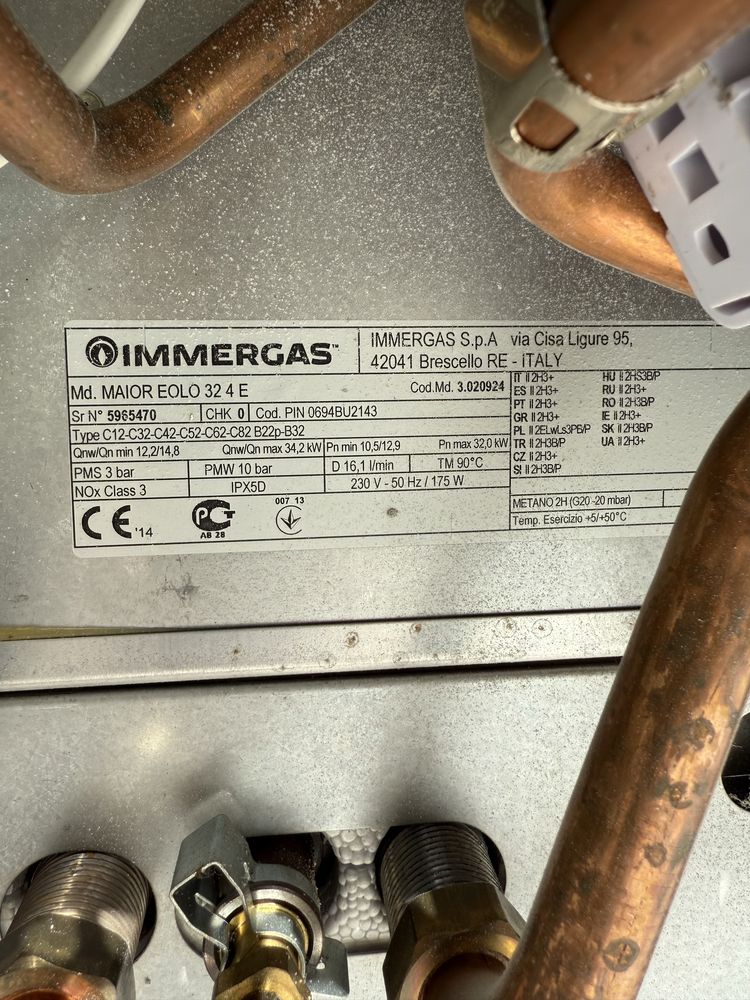 IMMERGAS™
IMMERGAS S.p.A via Cisa Ligure 95,
42041 Brescello RE - ITALY
Md. MAIOR EOLO 32 4 E
Cod.Md. 3.020924
Sr N° 5965470 CHK 0 Cod. PIN 0694BU2143
Type C12-C32-C42-C52-C62-C82 B22p-B32
Qnw/Qn min 12,2/14,8 Qnw/Qn max 34,2 kW Pn min 10,5/12,9 Pn max 32,0 kW
PMS 3 bar PMW 10 bar D 16,1 l/min TM 90°C
NOx Class 3 IPX5D 230 V - 50 Hz / 175 W
CE '14
PCT
AB 28
007 13
IT II 2H3+ HU II 2HS3B/P
ES II 2H3+ RU II 2H3+
PT II 2H3+ RO II 2H3B/P
GR II 2H3+ IE II 2H3+
PL II 2ELwLs3PB/P SK II 2H3B/P
TR II 2H3B/P UA II 2H3+
CZ II 2H3+
SI II 2H3B/P
METANO 2H (G20 -20 mbar)
Temp. Esercizio +5/+50°C